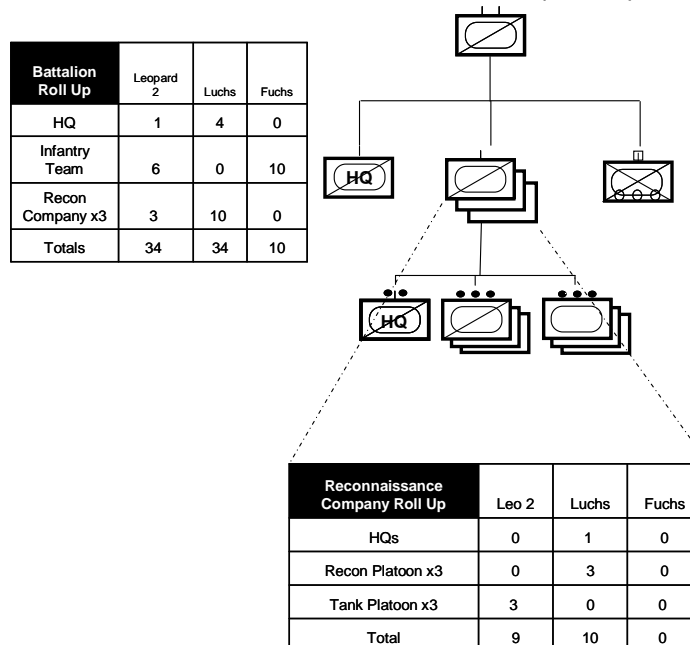 Battalion
Roll Up
Leopard
2
Luchs
Fuchs
HQ
1
4
0
Infantry
Team
6
0
10
Recon
Company x3
3
10
0
Totals
34
34
10
HQ
HQ
Reconnaissance
Company Roll Up
Leo 2
Luchs
Fuchs
HQs
0
1
0
Recon Platoon x3
0
3
0
Tank Platoon x3
3
0
0
Total
9
10
0